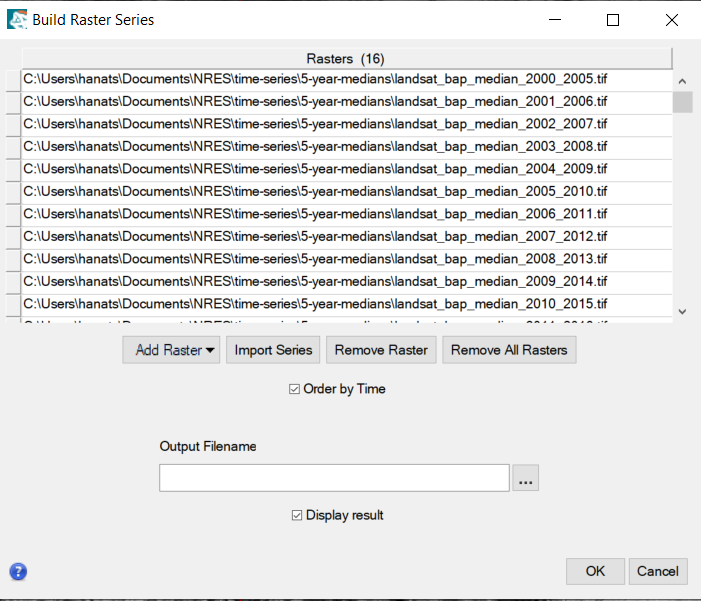 Build Raster Series
Rasters (16)
C:\Users\hanats\Documents\NRES\time-series\5-year-medians\landsat_bap_median_2000_2005.tif
C:\Users\hanats\Documents\NRES\time-series\5-year-medians\landsat_bap_median_2001_2006.tif
C:\Users\hanats\Documents\NRES\time-series\5-year-medians\landsat_bap_median_2002_2007.tif
C:\Users\hanats\Documents\NRES\time-series\5-year-medians\landsat_bap_median_2003_2008.tif
C:\Users\hanats\Documents\NRES\time-series\5-year-medians\landsat_bap_median_2004_2009.tif
C:\Users\hanats\Documents\NRES\time-series\5-year-medians\landsat_bap_median_2005_2010.tif
C:\Users\hanats\Documents\NRES\time-series\5-year-medians\landsat_bap_median_2006_2011.tif
C:\Users\hanats\Documents\NRES\time-series\5-year-medians\landsat_bap_median_2007_2012.tif
C:\Users\hanats\Documents\NRES\time-series\5-year-medians\landsat_bap_median_2008_2013.tif
C:\Users\hanats\Documents\NRES\time-series\5-year-medians\landsat_bap_median_2009_2014.tif
C:\Users\hanats\Documents\NRES\time-series\5-year-medians\landsat_bap_median_2010_2015.tif
Add Raster Import Series Remove Raster Remove All Rasters
Order by Time
Output Filename
...
Display result
? OK Cancel